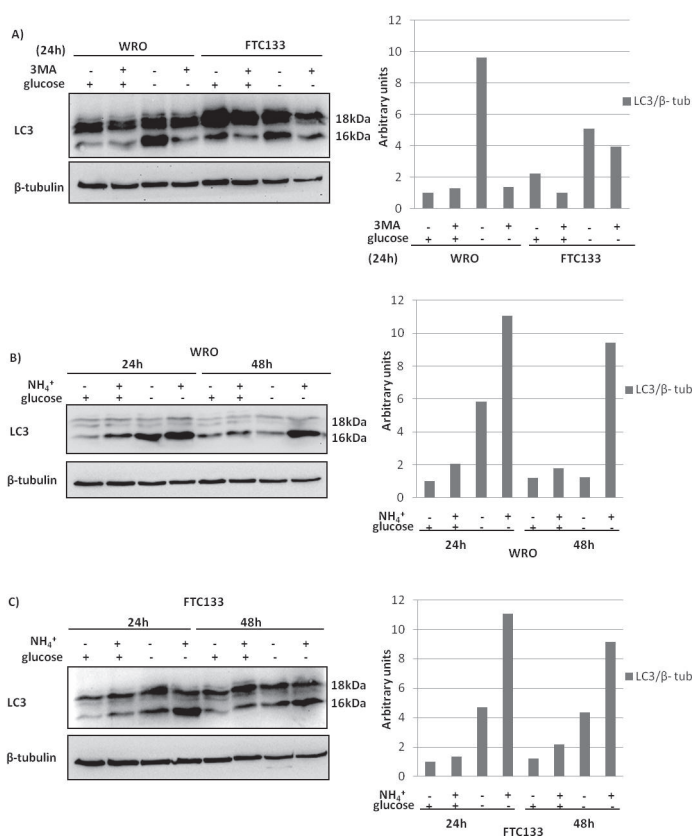 A)
(24h) WRO FTC133
3MA - + - + - + - +
glucose + + - - + + - -
LC3 18kDa
16kDa
β-tubulin
12
10
8
6
4
2
0
Arbitrary units
LC3/β- tub
3MA - + - + - + - +
glucose + + - - + + - -
(24h) WRO FTC133
B)
WRO
24h 48h
NH₄⁺ - + - + - + - +
glucose + + - - + + - -
LC3 18kDa
16kDa
β-tubulin
12
10
8
6
4
2
0
Arbitrary units
LC3/β- tub
NH₄⁺ - + - + - + - +
glucose + + - - + + - -
24h 48h
WRO
C)
FTC133
24h 48h
NH₄⁺ - + - + - + - +
glucose + + - - + + - -
LC3 18kDa
16kDa
β-tubulin
12
10
8
6
4
2
0
Arbitrary units
LC3/β- tub
NH₄⁺ - + - + - + - +
glucose + + - - + + - -
24h 48h
FTC133